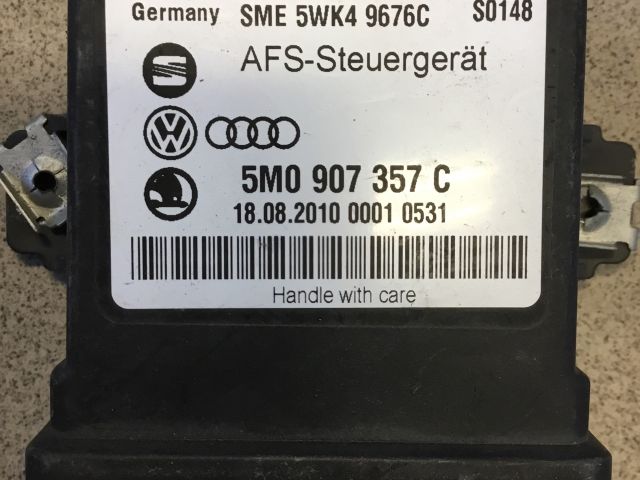 Germany SME 5WK4 9676C S0148
AFS-Steuergerät
5M0 907 357 C
18.08.2010 0001 0531
Handle with care